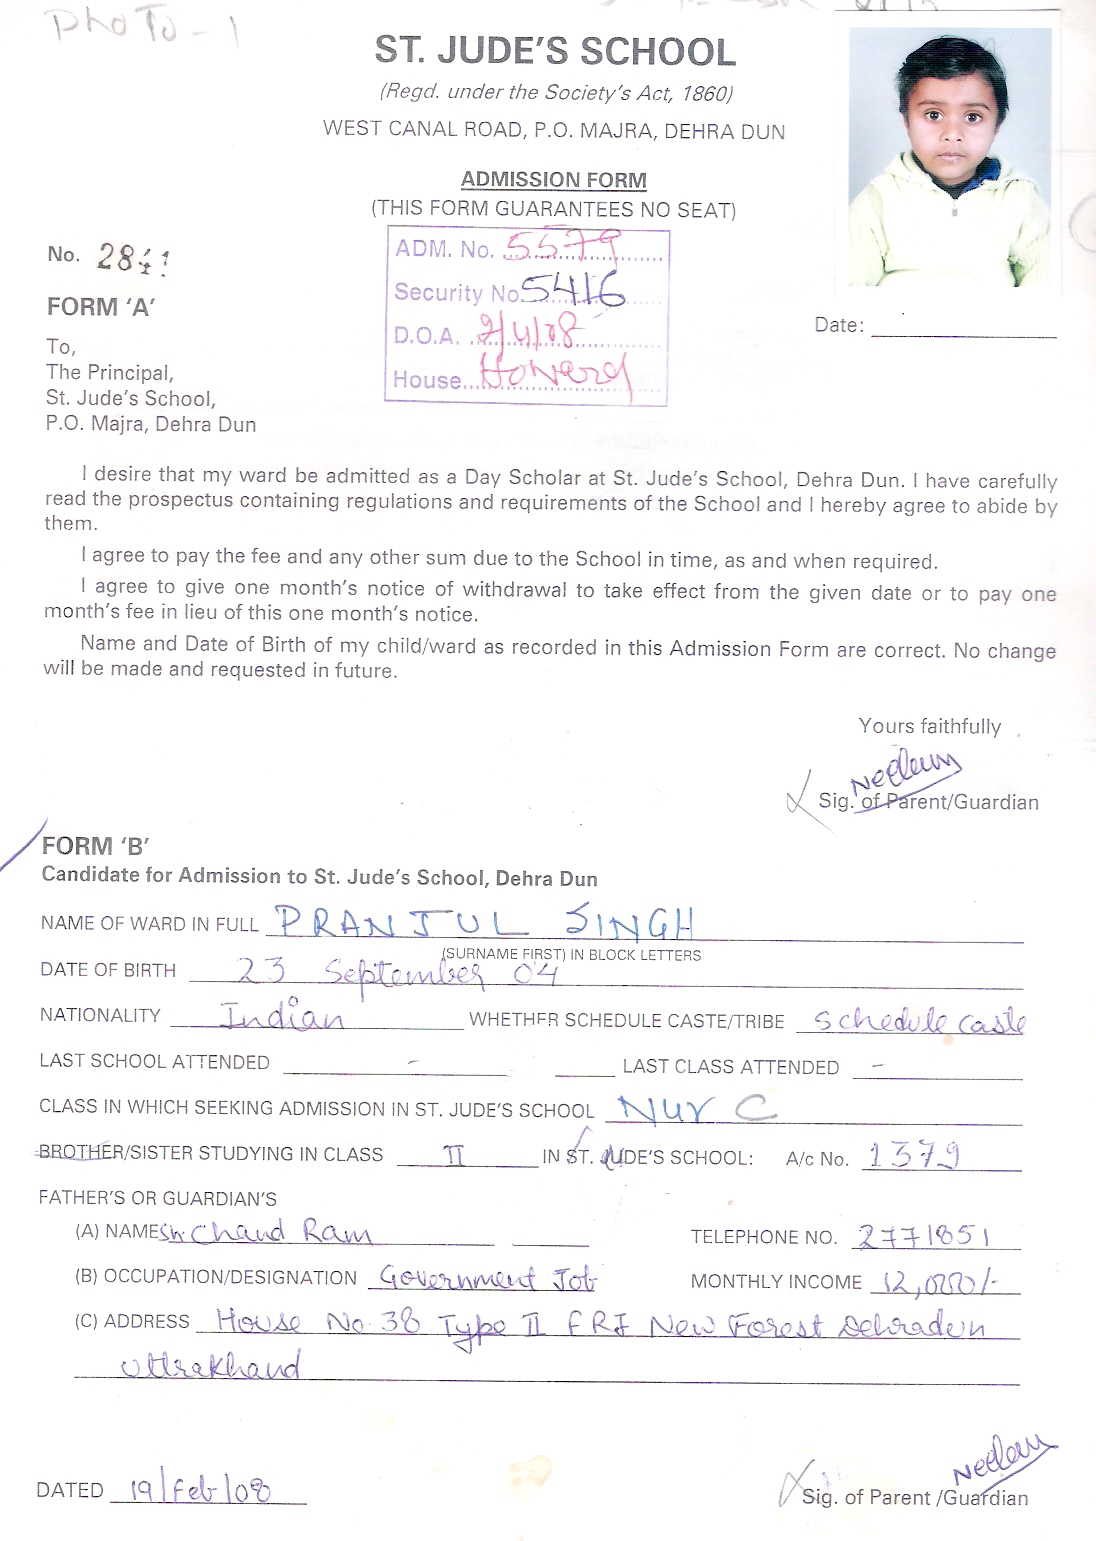 PHOTO - 1
ST. JUDE'S SCHOOL
(Regd. under the Society's Act, 1860)
WEST CANAL ROAD, P.O. MAJRA, DEHRA DUN
ADMISSION FORM
(THIS FORM GUARANTEES NO SEAT)
No. 2841
ADM. No. 5579
Security No. 5416
D.O.A. 2/4/08
House Howard
FORM 'A'
Date:
To,
The Principal,
St. Jude's School,
P.O. Majra, Dehra Dun
I desire that my ward be admitted as a Day Scholar at St. Jude's School, Dehra Dun. I have carefully
read the prospectus containing regulations and requirements of the School and I hereby agree to abide by
them.
I agree to pay the fee and any other sum due to the School in time, as and when required.
I agree to give one month's notice of withdrawal to take effect from the given date or to pay one
month's fee in lieu of this one month's notice.
Name and Date of Birth of my child/ward as recorded in this Admission Form are correct. No change
will be made and requested in future.
Yours faithfully
Neelam
Sig. of Parent/Guardian
FORM 'B'
Candidate for Admission to St. Jude's School, Dehra Dun
NAME OF WARD IN FULL PRANJUL SINGH
(SURNAME FIRST) IN BLOCK LETTERS
DATE OF BIRTH 23 September 04
NATIONALITY Indian WHETHER SCHEDULE CASTE/TRIBE Schedule caste
LAST SCHOOL ATTENDED - LAST CLASS ATTENDED -
CLASS IN WHICH SEEKING ADMISSION IN ST. JUDE'S SCHOOL Nur C
BROTHER/SISTER STUDYING IN CLASS II IN ST. JUDE'S SCHOOL: A/c No. 1379
FATHER'S OR GUARDIAN'S
(A) NAME Sh. Chand Ram TELEPHONE NO. 2771851
(B) OCCUPATION/DESIGNATION Government Job MONTHLY INCOME 12,000/-
(C) ADDRESS House No. 38 Type II FRI New Forest Dehradun
Uttrakhand
DATED 19/Feb/08
Neelam
Sig. of Parent /Guardian